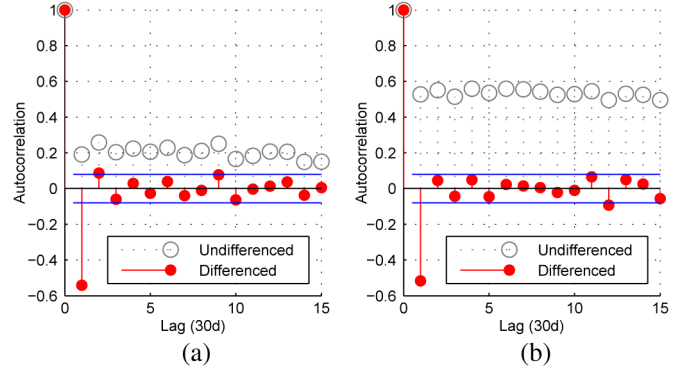 1
0.8
0.6
0.4
0.2
0
−0.2
−0.4
−0.6
Autocorrelation
Undifferenced
Differenced
0 5 10 15
Lag (30d)
(a)
1
0.8
0.6
0.4
0.2
0
−0.2
−0.4
−0.6
Autocorrelation
Undifferenced
Differenced
0 5 10 15
Lag (30d)
(b)